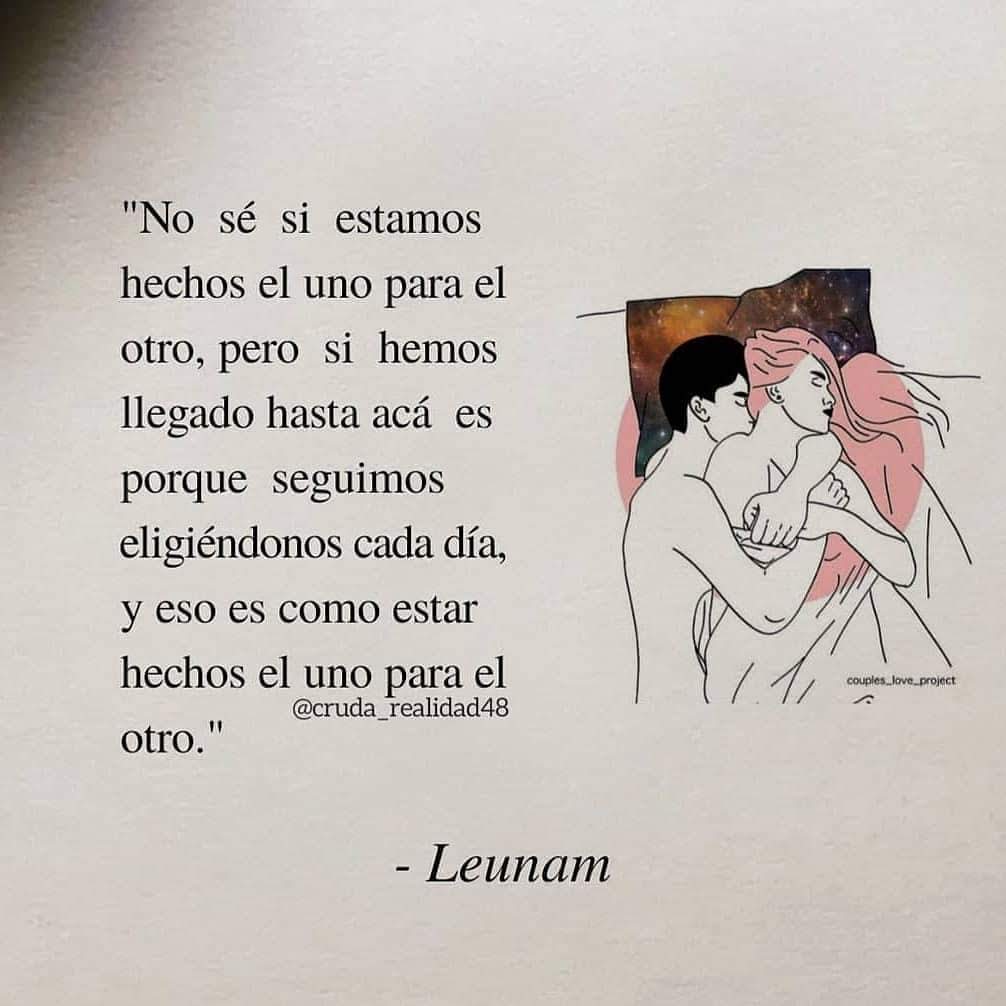 "No sé si estamos
hechos el uno para el
otro, pero si hemos
llegado hasta acá es
porque seguimos
eligiéndonos cada día,
y eso es como estar
hechos el uno para el
@cruda_realidad48
otro."
couples_love_project
- Leunam